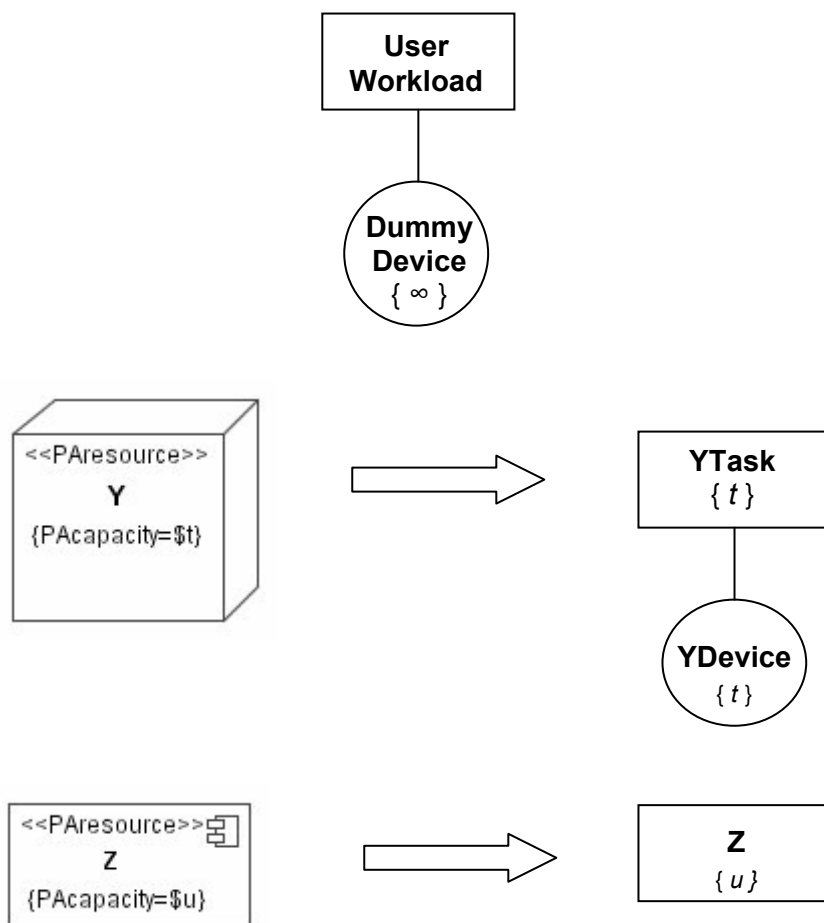 User
Workload
Dummy
Device
{ ∞ }
<<PAresource>>
Y
{PAcapacity=$t}
YTask
{ t }
YDevice
{ t }
<<PAresource>>
Z
{PAcapacity=$u}
Z
{ u }